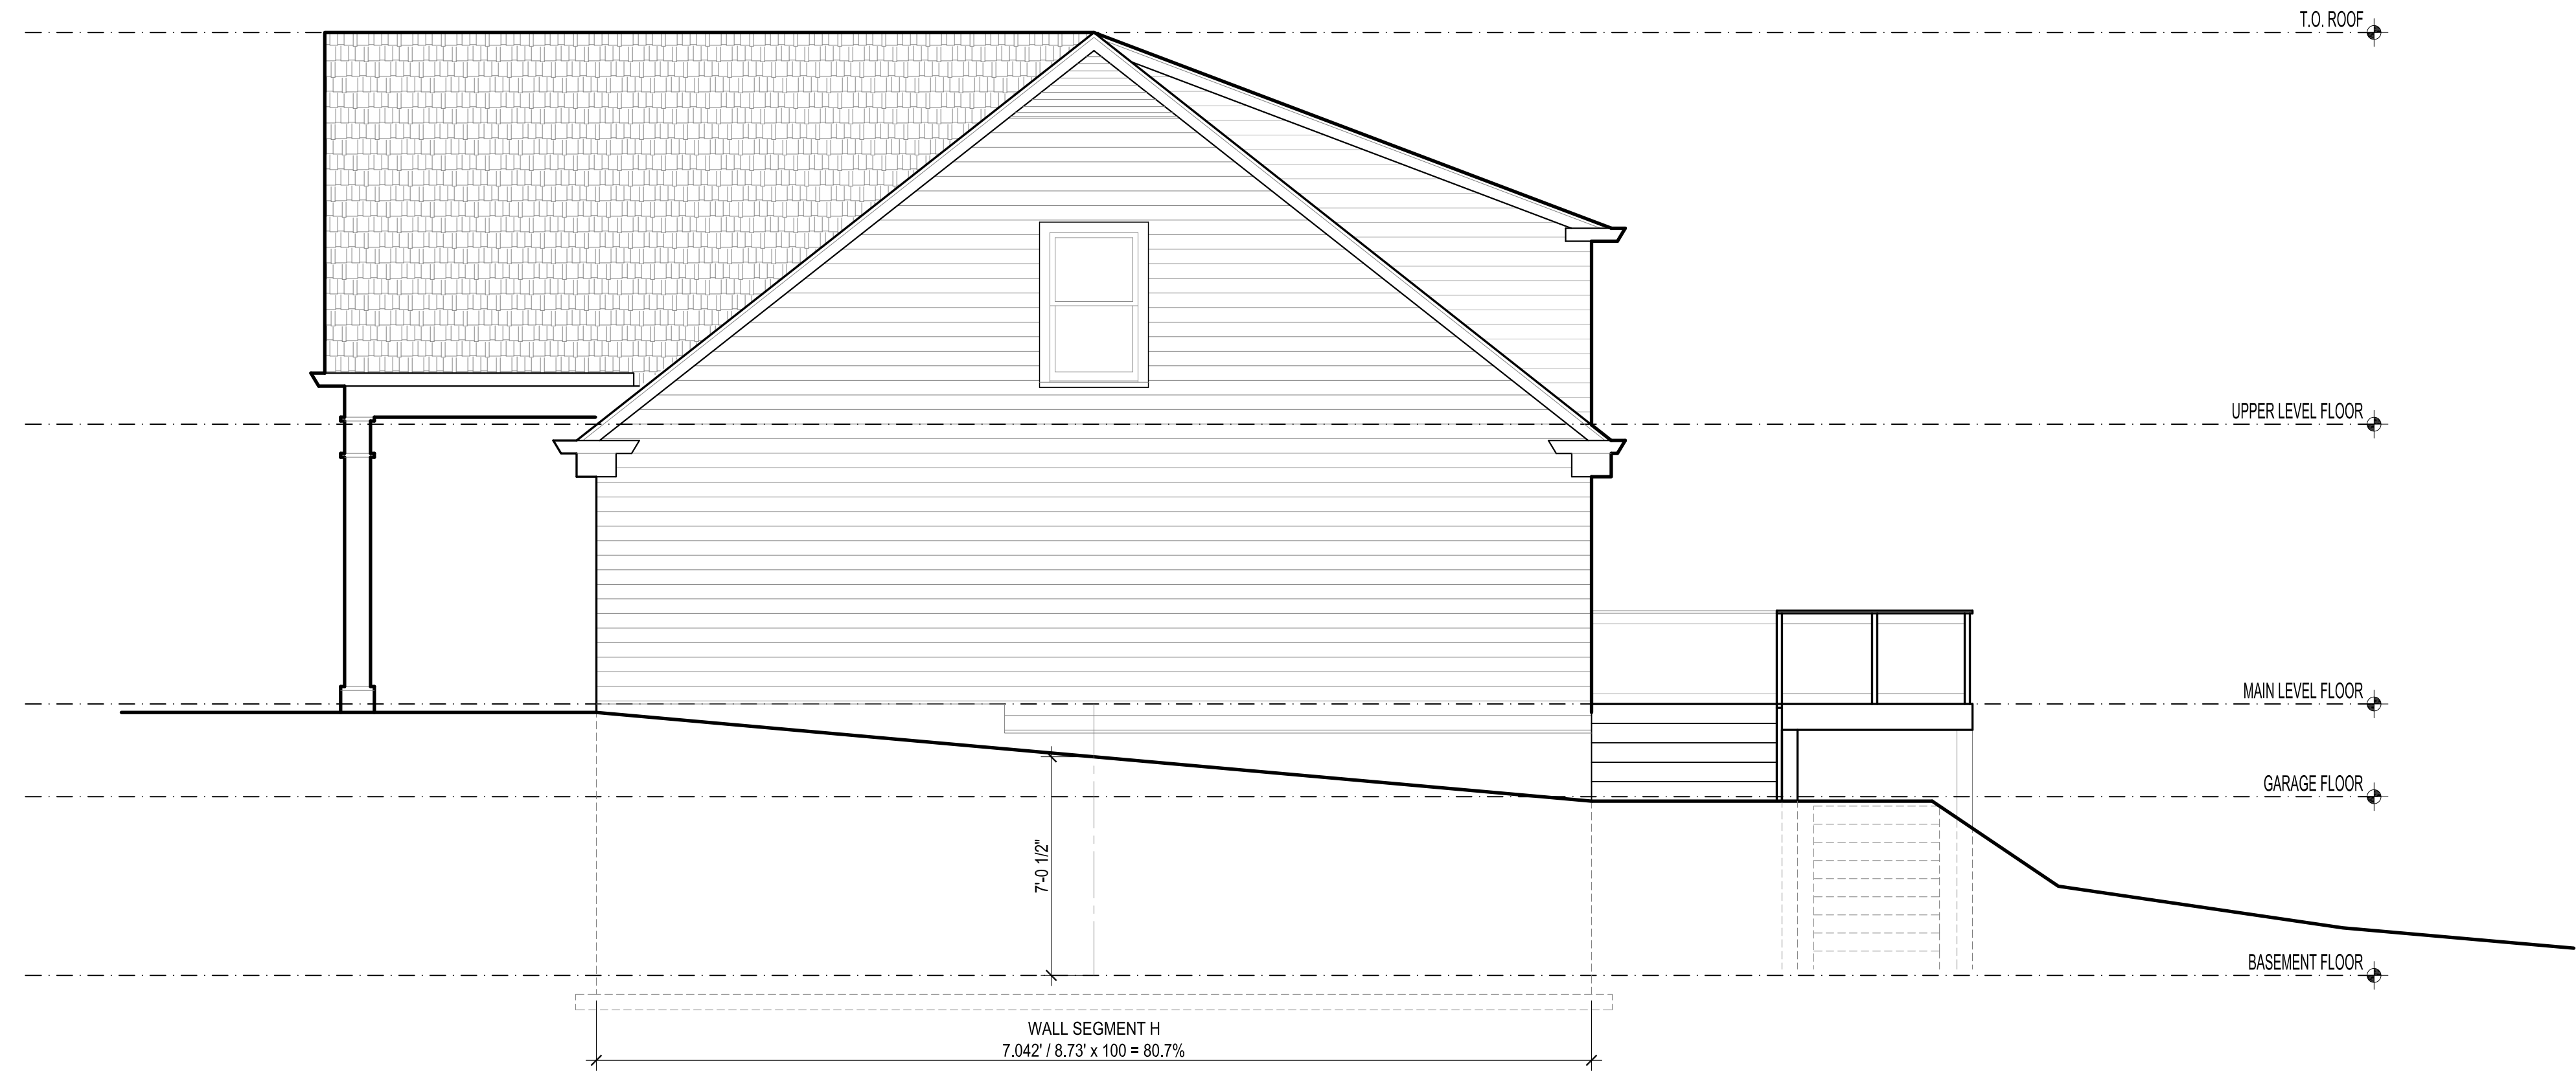 T.O. ROOF
UPPER LEVEL FLOOR
MAIN LEVEL FLOOR
GARAGE FLOOR
7'-0 1/2"
BASEMENT FLOOR
WALL SEGMENT H
7.042' / 8.73' x 100 = 80.7%